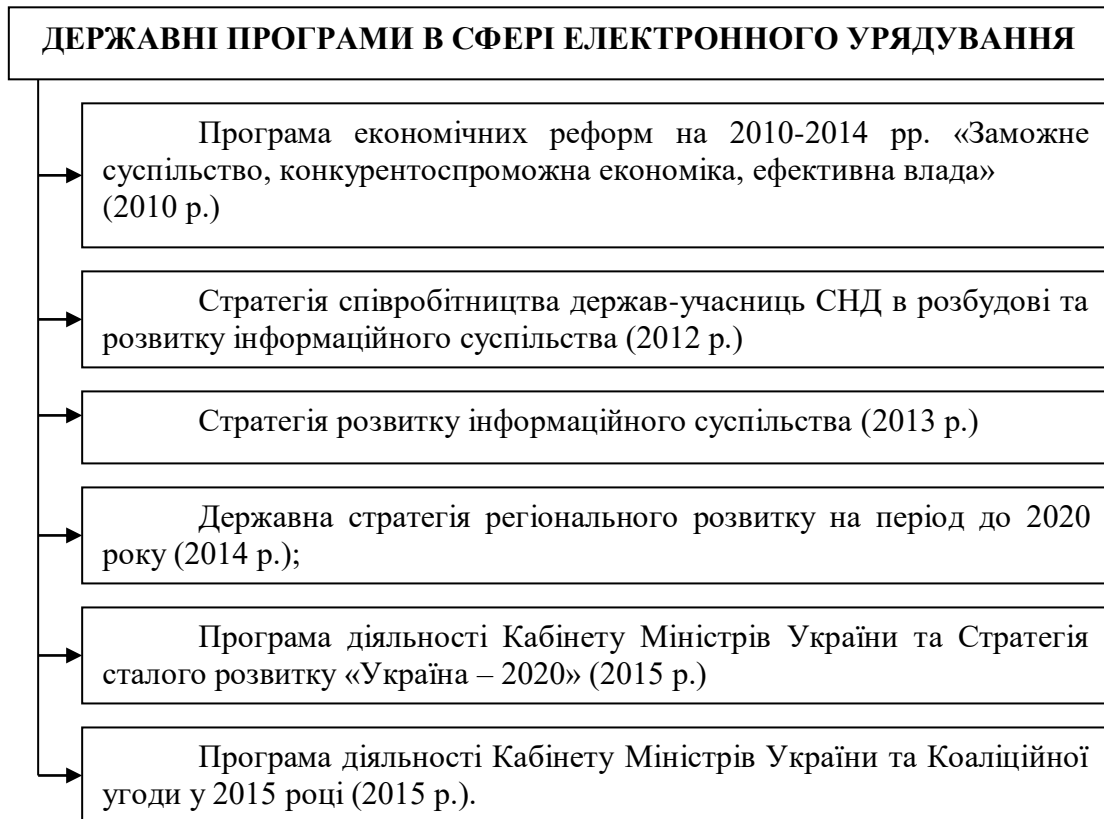 ДЕРЖАВНІ ПРОГРАМИ В СФЕРІ ЕЛЕКТРОННОГО УРЯДУВАННЯ
Програма економічних реформ на 2010-2014 рр. «Заможне
суспільство, конкурентоспроможна економіка, ефективна влада»
(2010 р.)
Стратегія співробітництва держав-учасниць СНД в розбудові та
розвитку інформаційного суспільства (2012 р.)
Стратегія розвитку інформаційного суспільства (2013 р.)
Державна стратегія регіонального розвитку на період до 2020
року (2014 р.);
Програма діяльності Кабінету Міністрів України та Стратегія
сталого розвитку «Україна – 2020» (2015 р.)
Програма діяльності Кабінету Міністрів України та Коаліційної
угоди у 2015 році (2015 р.).